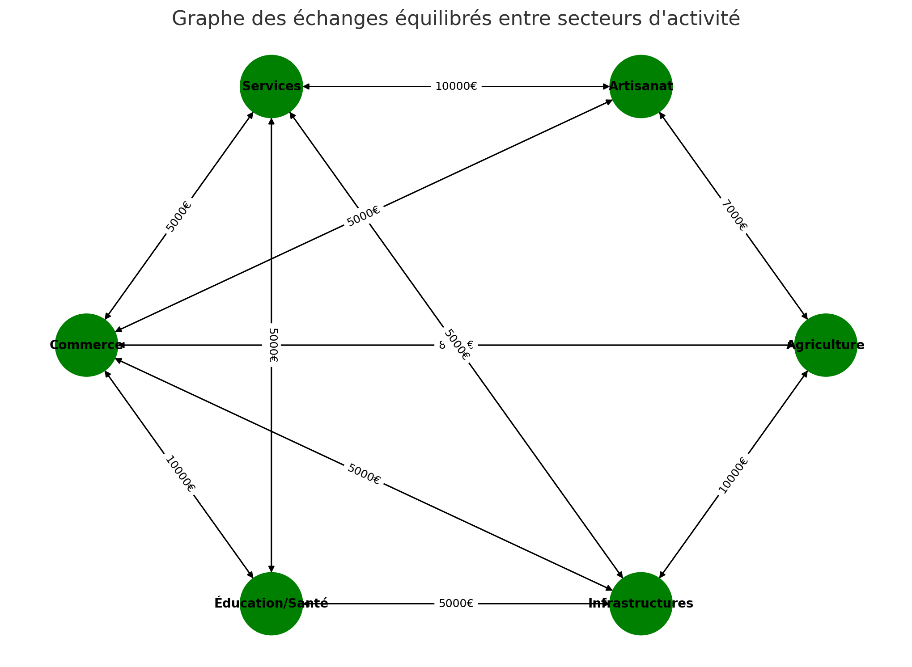 Graphe des échanges équilibrés entre secteurs d'activité
Services
10000€
Artisanat
5000€
5000€
7000€
Commerce
5000€
5000€
Agriculture
10000€
5000€
10000€
Éducation/Santé
5000€
Infrastructures